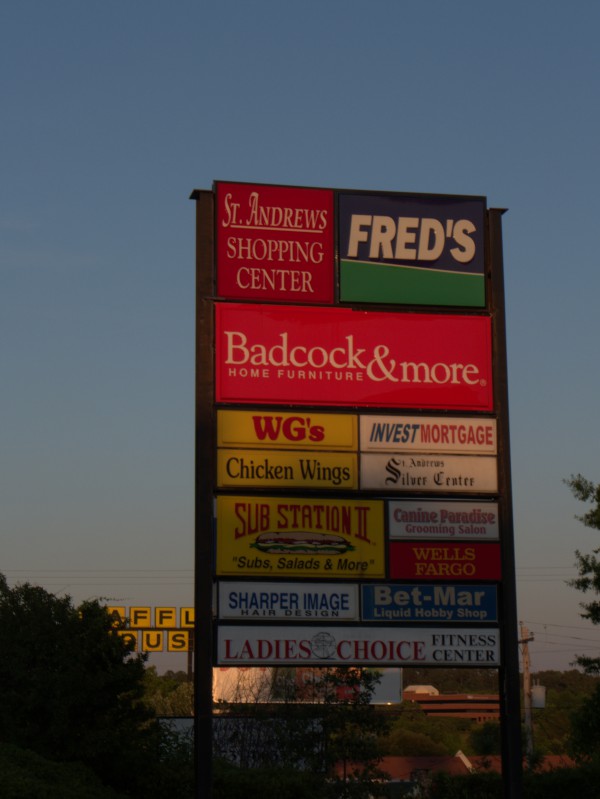 St. Andrews
SHOPPING
CENTER
FRED'S
Badcock&more®
HOME FURNITURE
WG's
Chicken Wings
INVEST MORTGAGE
St. Andrews
Silver Center
SUB STATION II
"Subs, Salads & More"
Canine Paradise
Grooming Salon
WELLS
FARGO
SHARPER IMAGE
HAIR DESIGN
Bet-Mar
Liquid Hobby Shop
LADIES CHOICE
FITNESS
CENTER
AFFL
OUS